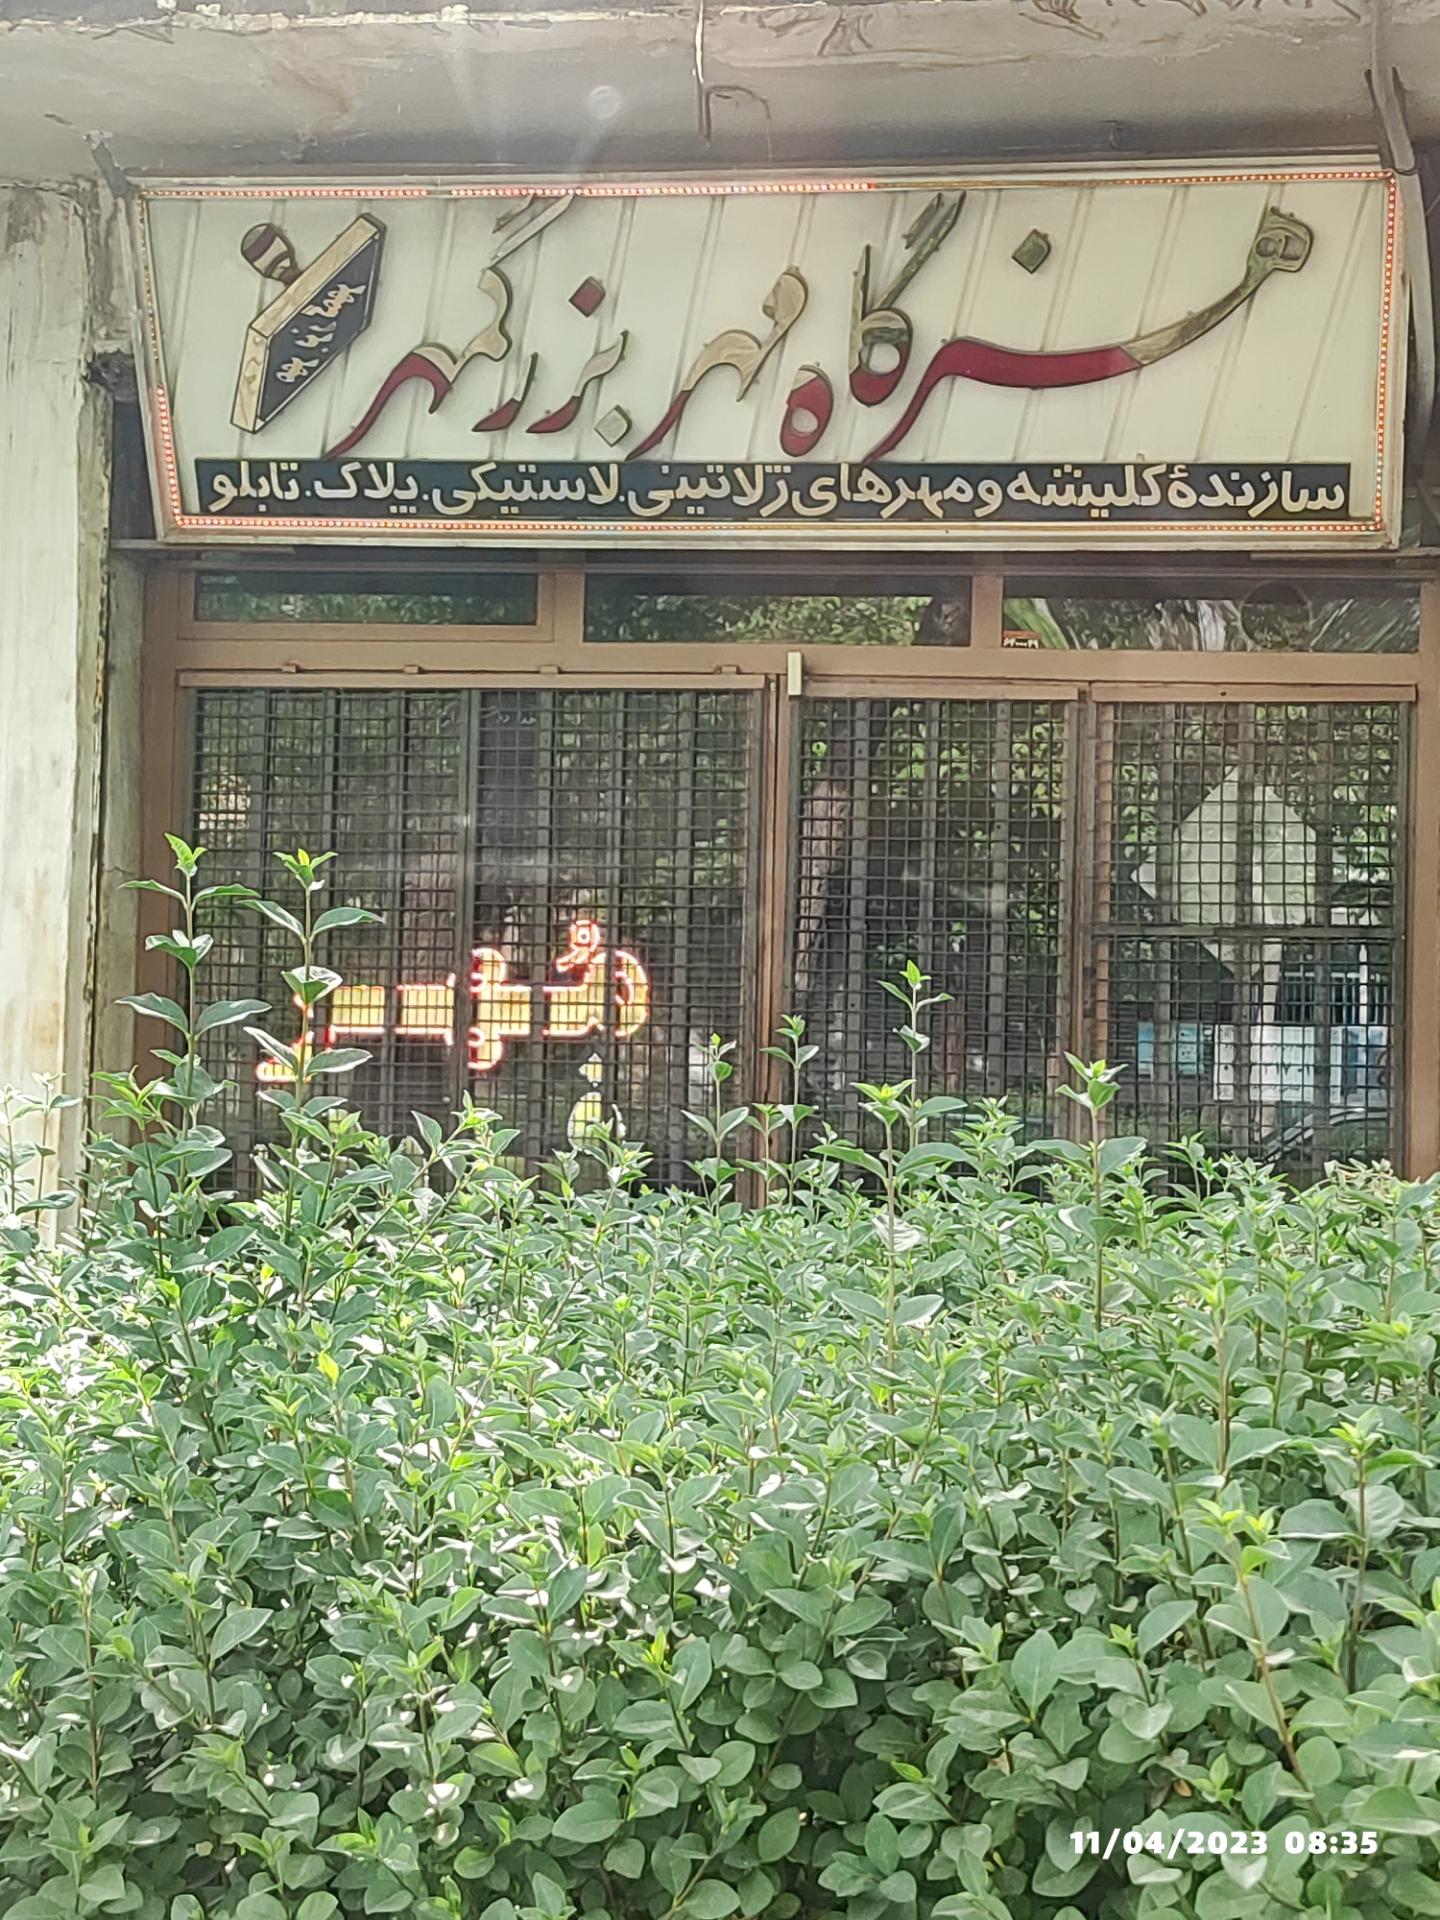 هنرگاه مهر بزرگمهر
سازندهٔ کلیشه و مهرهای ژلاتینی. لاستیکی. پلاک. تابلو
11/04/2023 08:35